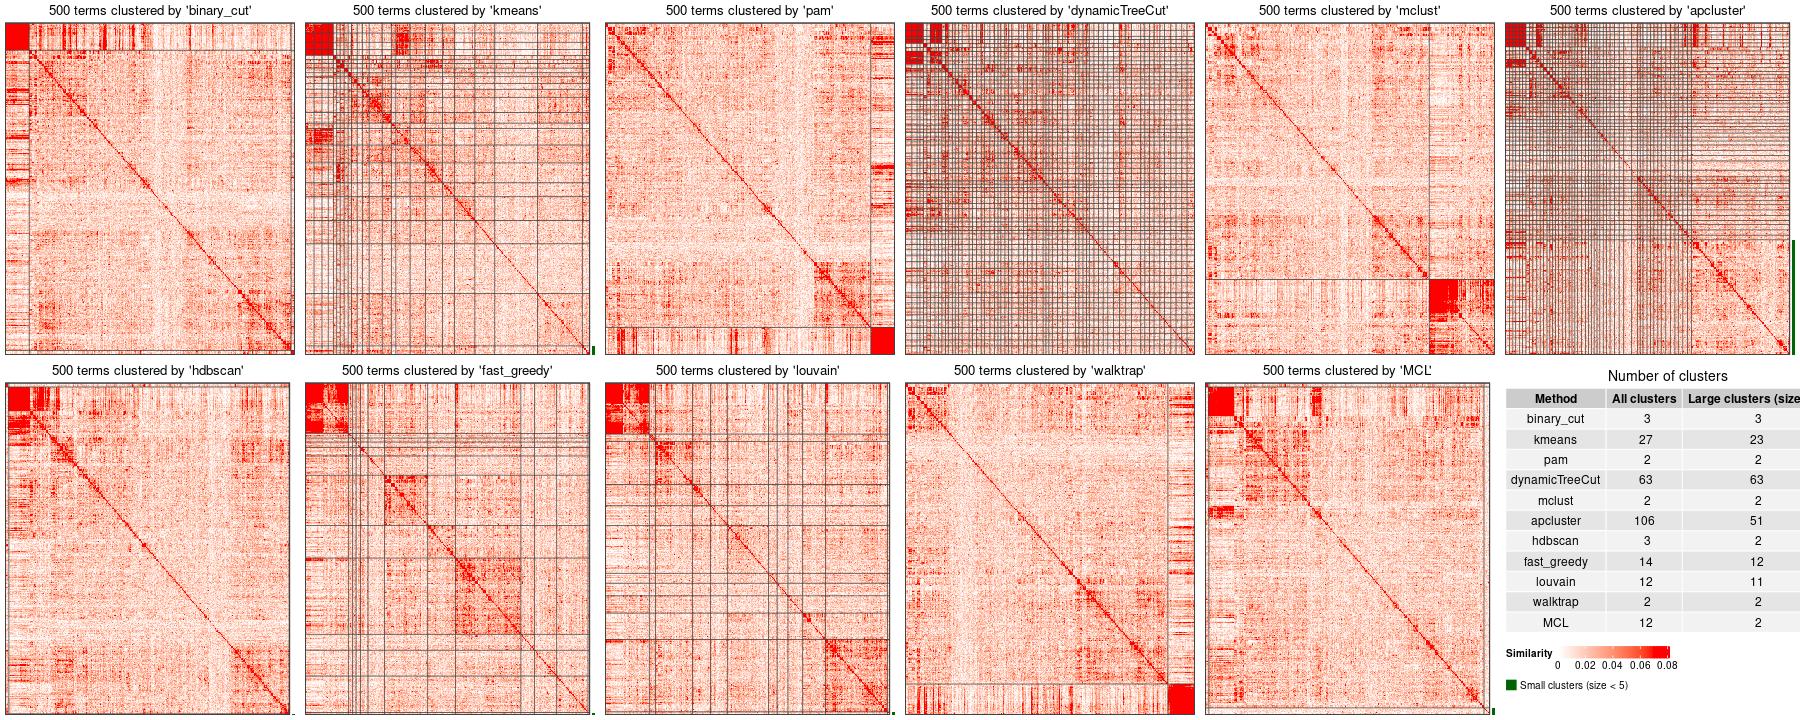 500 terms clustered by 'binary_cut'
500 terms clustered by 'kmeans'
500 terms clustered by 'pam'
500 terms clustered by 'dynamicTreeCut'
500 terms clustered by 'mclust'
500 terms clustered by 'apcluster'
500 terms clustered by 'hdbscan'
500 terms clustered by 'fast_greedy'
500 terms clustered by 'louvain'
500 terms clustered by 'walktrap'
500 terms clustered by 'MCL'
Number of clusters
Method All clusters Large clusters (size
binary_cut 3 3
kmeans 27 23
pam 2 2
dynamicTreeCut 63 63
mclust 2 2
apcluster 106 51
hdbscan 3 2
fast_greedy 14 12
louvain 12 11
walktrap 2 2
MCL 12 2
Similarity
0 0.02 0.04 0.06 0.08
Small clusters (size < 5)